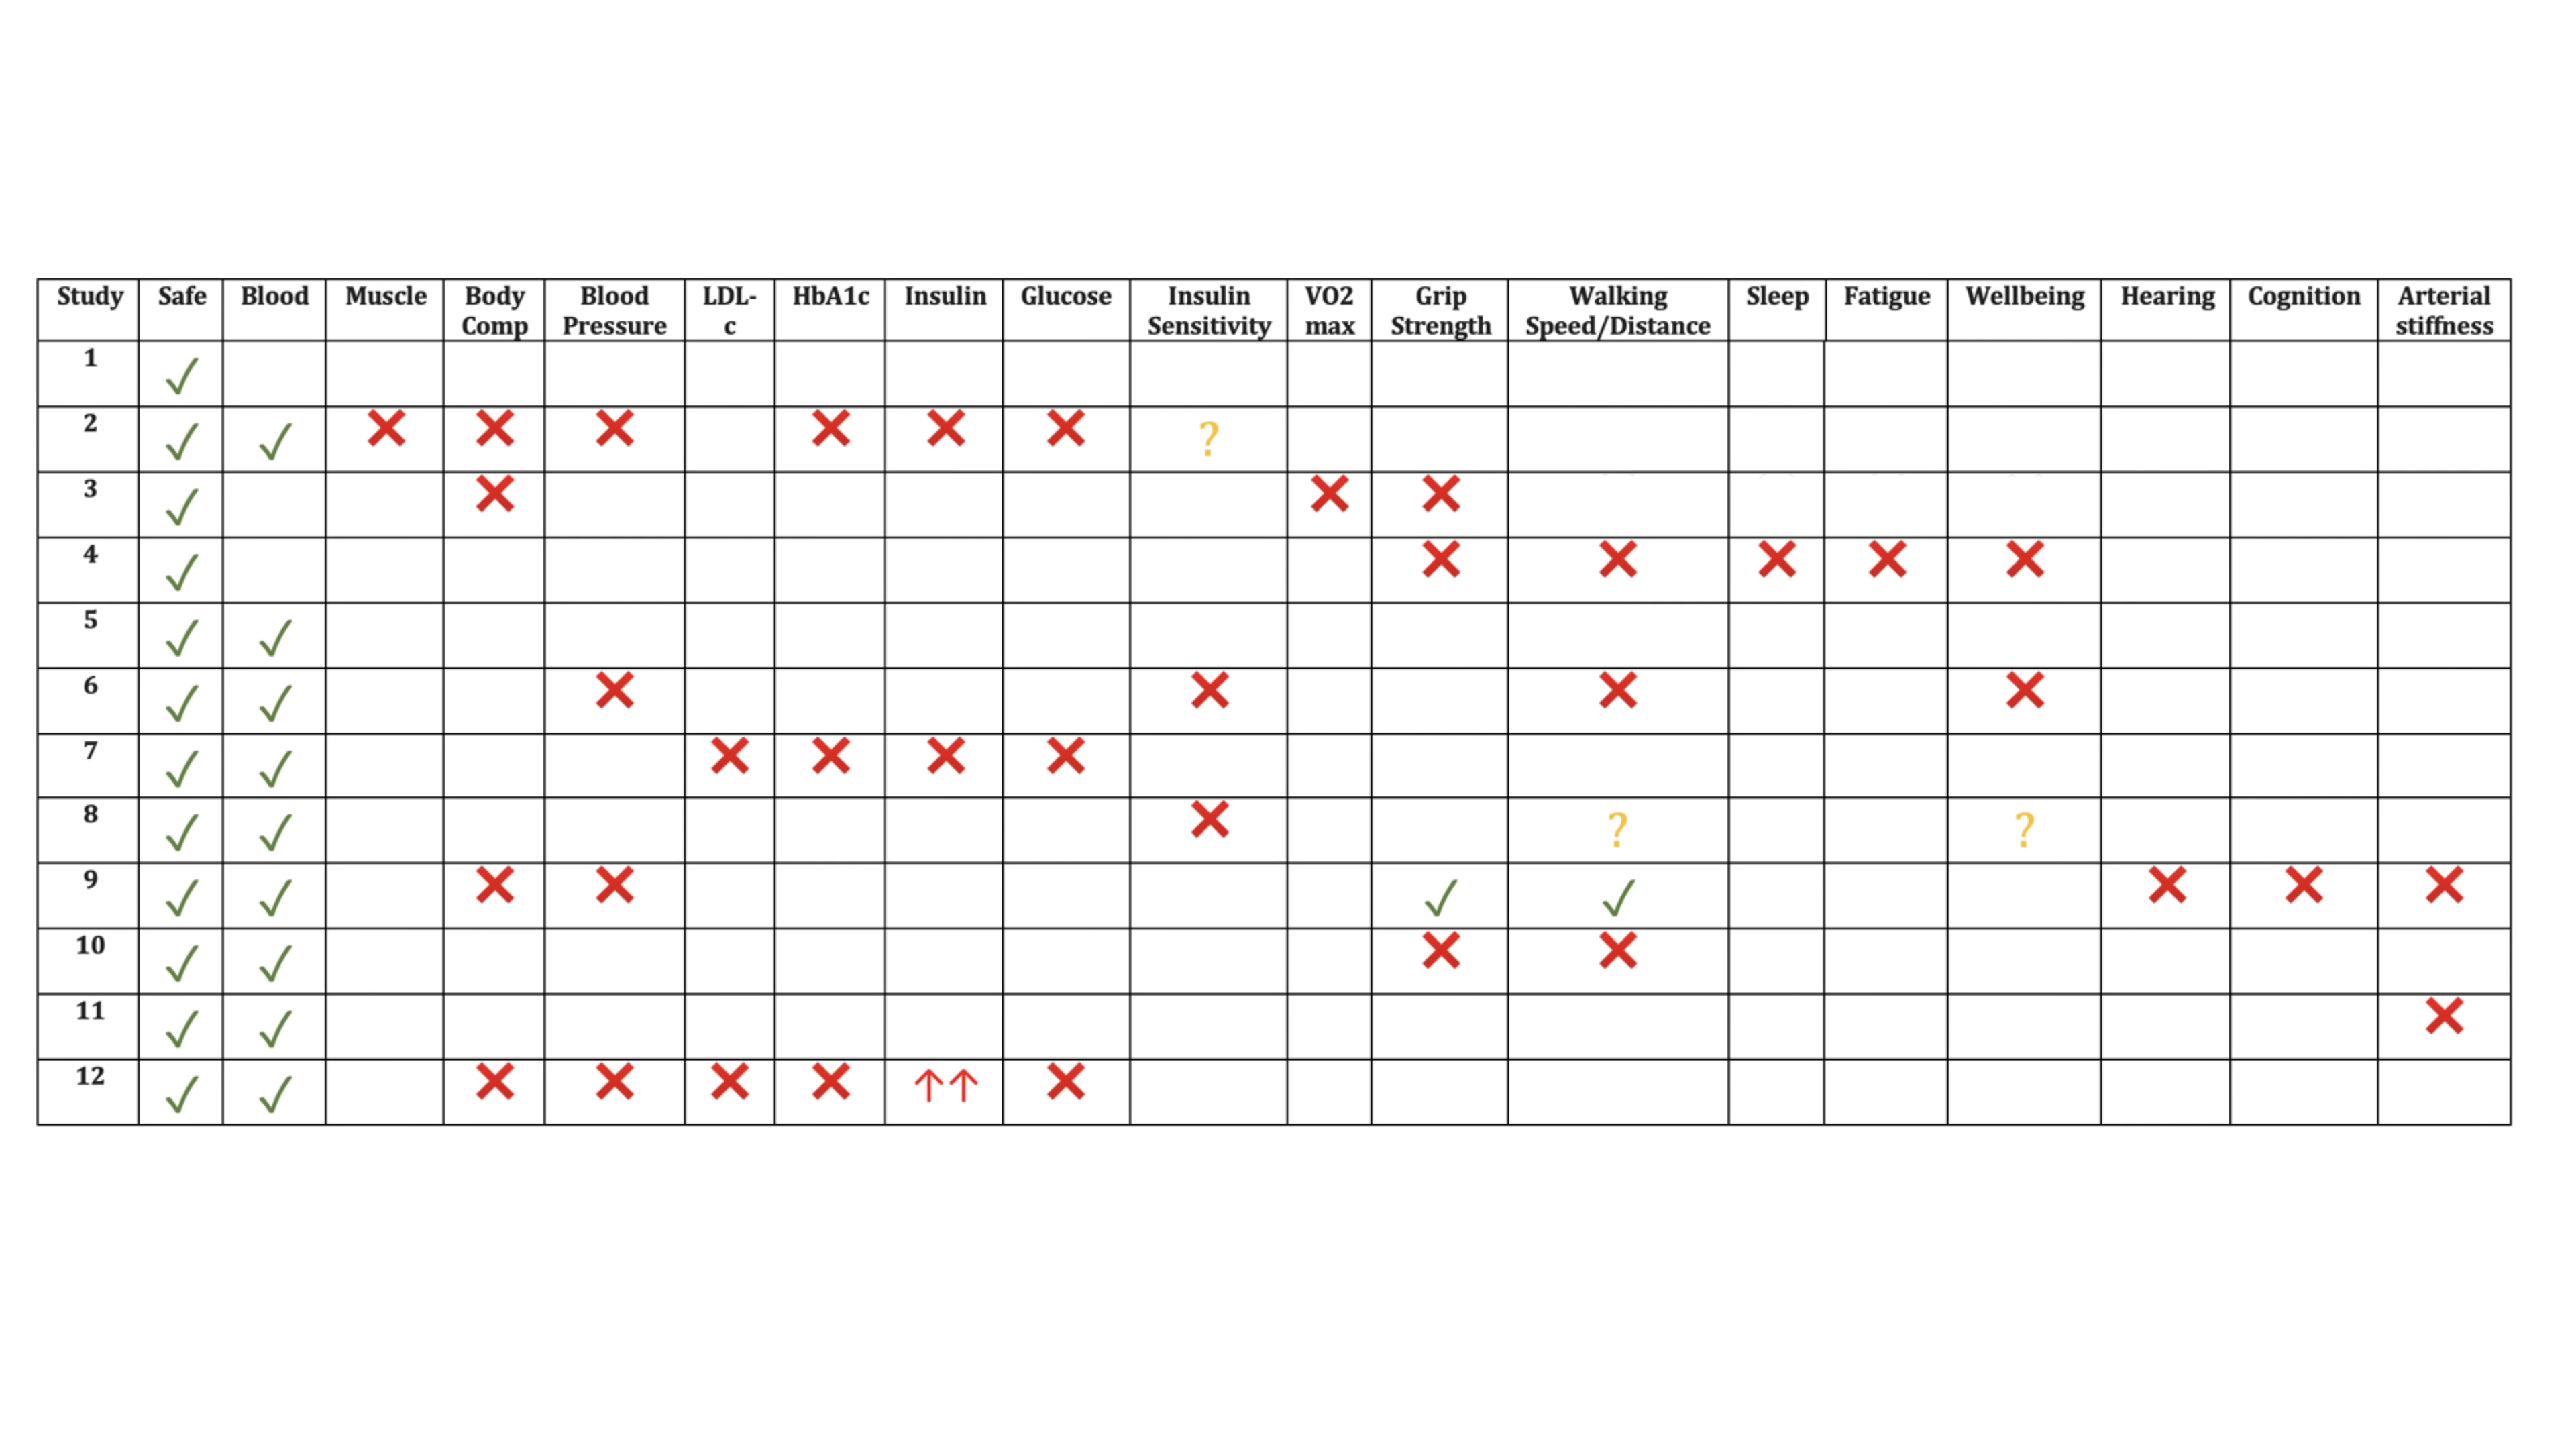 Study Safe Blood Muscle Body Comp Blood Pressure LDL-c HbA1c Insulin Glucose Insulin Sensitivity VO2 max Grip Strength Walking Speed/Distance Sleep Fatigue Wellbeing Hearing Cognition Arterial stiffness
1 ✓
2 ✓ ✓ ❌ ❌ ❌ ❌ ❌ ❌ ?
3 ✓ ❌ ❌ ❌
4 ✓ ❌ ❌ ❌ ❌ ❌
5 ✓ ✓
6 ✓ ✓ ❌ ❌ ❌ ❌
7 ✓ ✓ ❌ ❌ ❌ ❌
8 ✓ ✓ ❌ ? ?
9 ✓ ✓ ❌ ❌ ✓ ✓ ❌ ❌ ❌
10 ✓ ✓ ❌ ❌
11 ✓ ✓ ❌
12 ✓ ✓ ❌ ❌ ❌ ❌ ↑↑ ❌